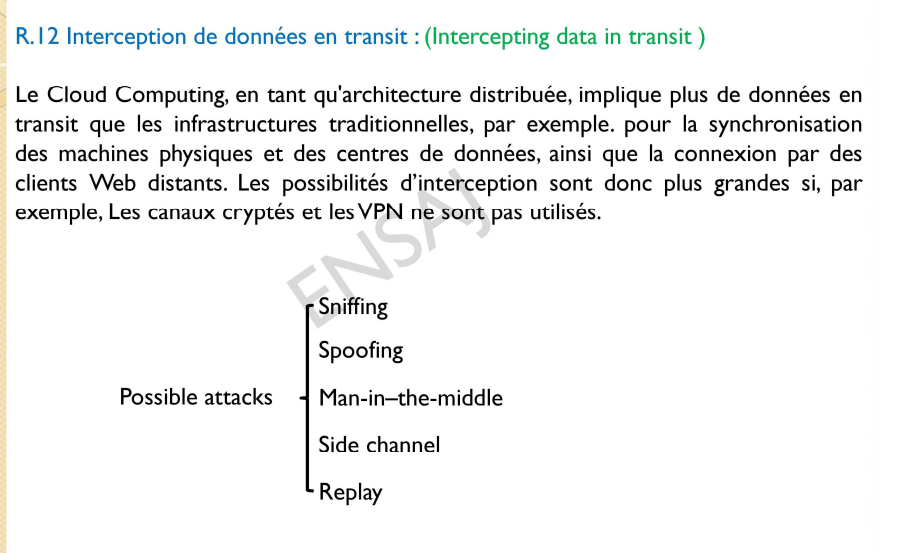 R.12 Interception de données en transit : (Intercepting data in transit )
Le Cloud Computing, en tant qu'architecture distribuée, implique plus de données en
transit que les infrastructures traditionnelles, par exemple. pour la synchronisation
des machines physiques et des centres de données, ainsi que la connexion par des
clients Web distants. Les possibilités d’interception sont donc plus grandes si, par
exemple, Les canaux cryptés et les VPN ne sont pas utilisés.
ENSAJ
Sniffing
Spoofing
Possible attacks
Man-in–the-middle
Side channel
Replay